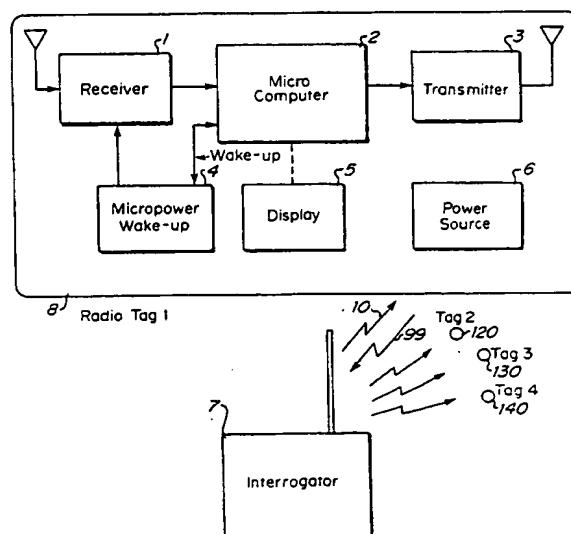 1
2
3
Receiver
Micro
Computer
Transmitter
Wake-up
4
5
6
Micropower
Wake-up
Display
Power
Source
8
Radio Tag 1
10
99
Tag 2
120
Tag 3
130
Tag 4
140
7
Interrogator